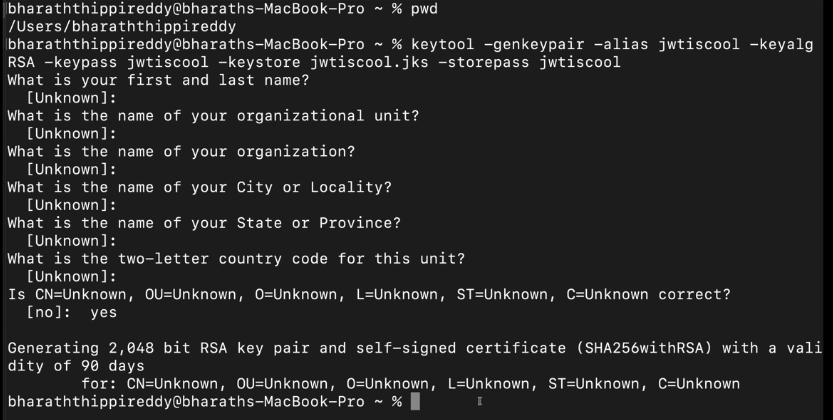 bharaththippireddy@bharaths-MacBook-Pro ~ % pwd
/Users/bharaththippireddy
bharaththippireddy@bharaths-MacBook-Pro ~ % keytool -genkeypair -alias jwtiscool -keyalg
RSA -keypass jwtiscool -keystore jwtiscool.jks -storepass jwtiscool
What is your first and last name?
[Unknown]:
What is the name of your organizational unit?
[Unknown]:
What is the name of your organization?
[Unknown]:
What is the name of your City or Locality?
[Unknown]:
What is the name of your State or Province?
[Unknown]:
What is the two-letter country code for this unit?
[Unknown]:
Is CN=Unknown, OU=Unknown, O=Unknown, L=Unknown, ST=Unknown, C=Unknown correct?
[no]: yes
Generating 2,048 bit RSA key pair and self-signed certificate (SHA256withRSA) with a vali
dity of 90 days
for: CN=Unknown, OU=Unknown, O=Unknown, L=Unknown, ST=Unknown, C=Unknown
bharaththippireddy@bharaths-MacBook-Pro ~ %